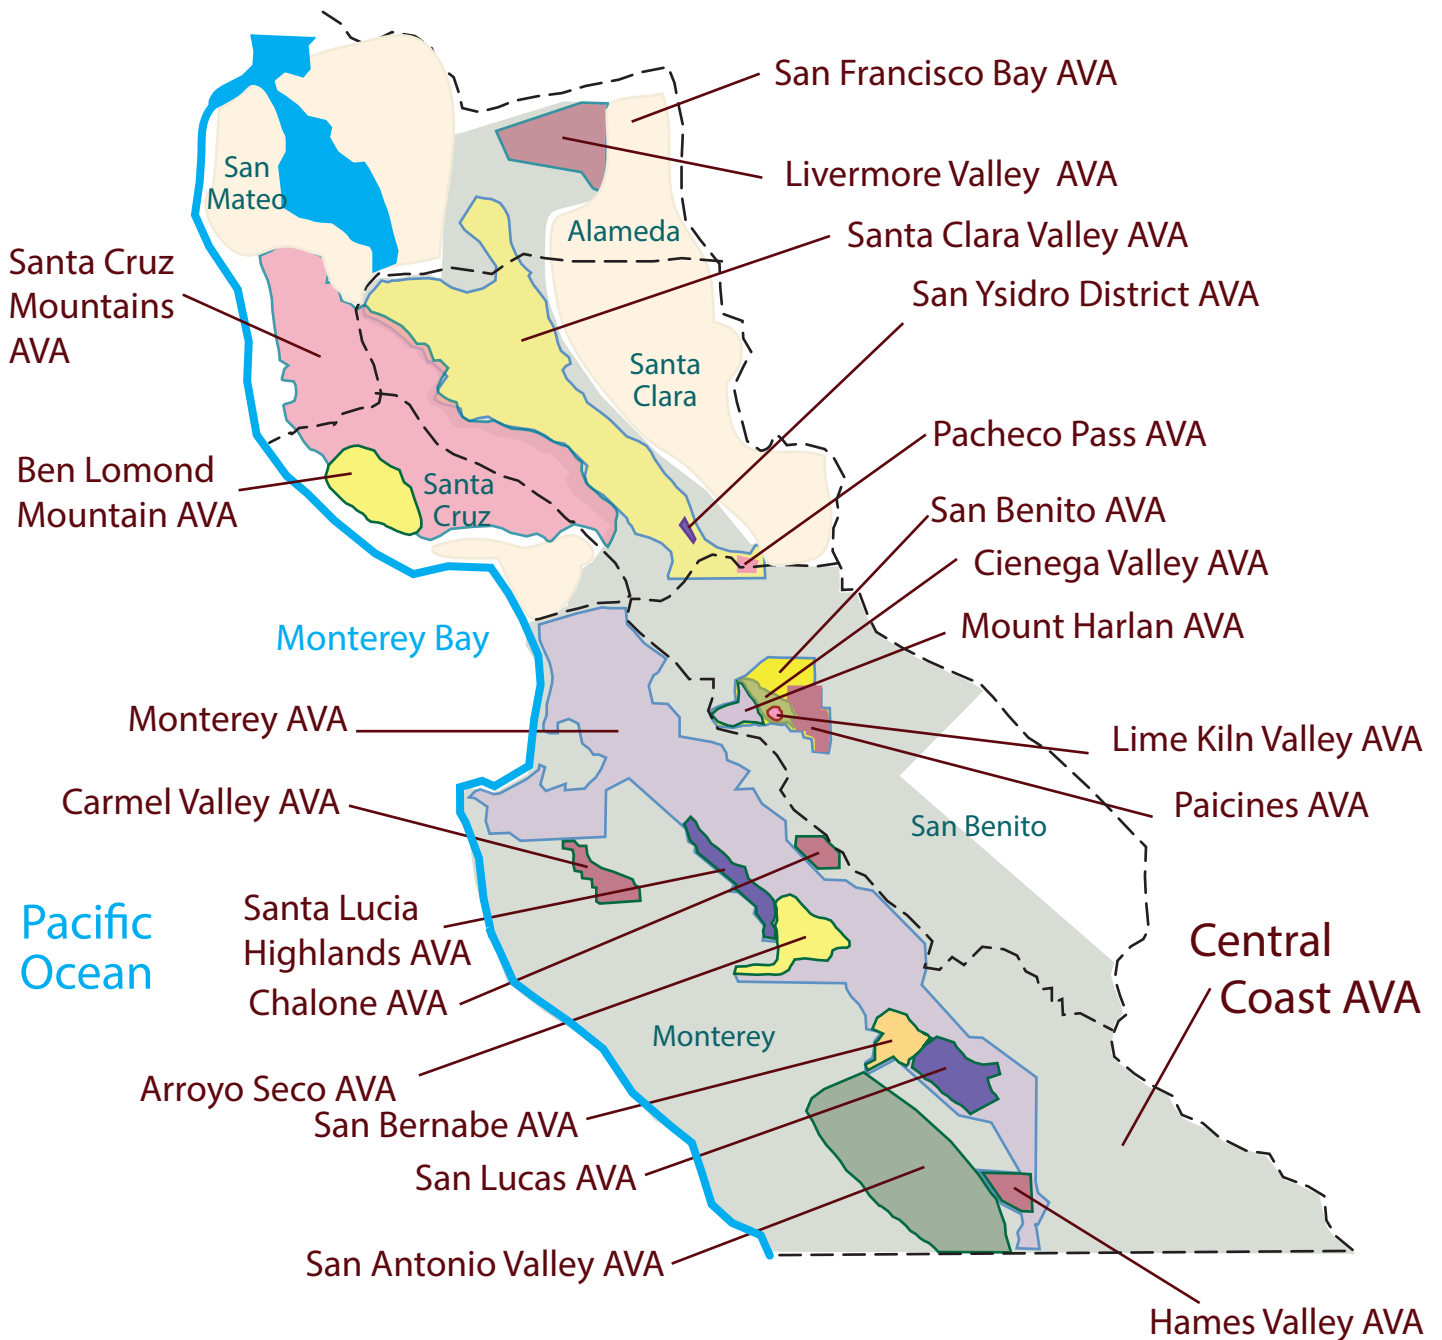 San Francisco Bay AVA
San
Mateo
Livermore Valley AVA
Alameda
Santa Clara Valley AVA
Santa Cruz
Mountains
AVA
San Ysidro District AVA
Santa
Clara
Pacheco Pass AVA
Ben Lomond
Mountain AVA
Santa
Cruz
San Benito AVA
Cienega Valley AVA
Mount Harlan AVA
Monterey Bay
Monterey AVA
Lime Kiln Valley AVA
Carmel Valley AVA
Paicines AVA
San Benito
Santa Lucia
Highlands AVA
Pacific
Ocean
Central
Coast AVA
Chalone AVA
Monterey
Arroyo Seco AVA
San Bernabe AVA
San Lucas AVA
San Antonio Valley AVA
Hames Valley AVA